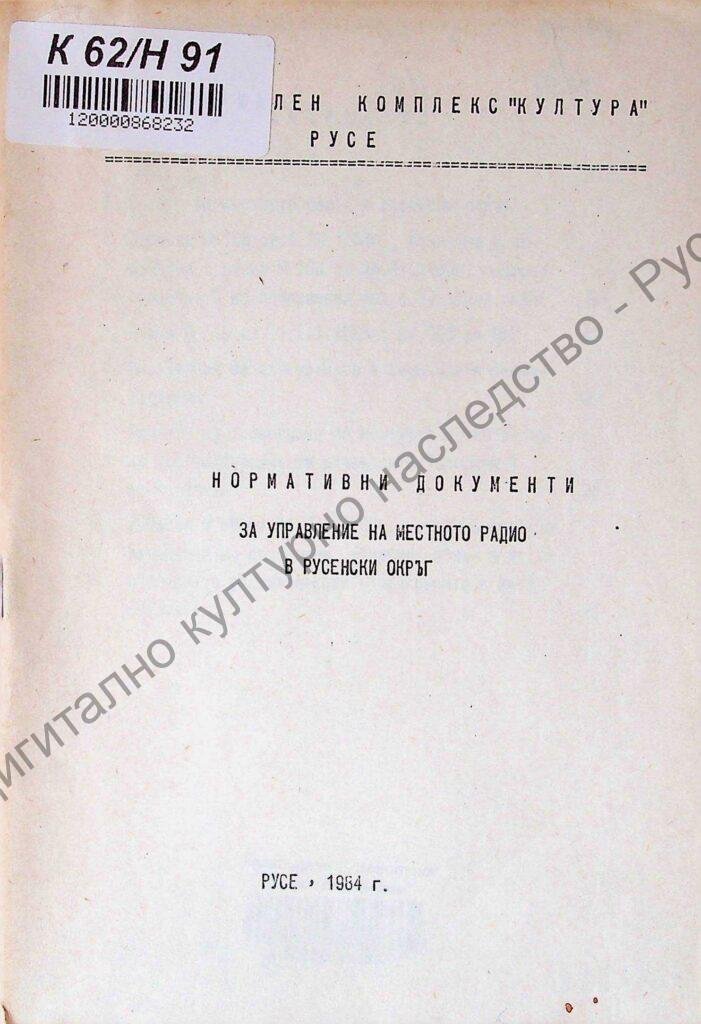 К 62/Н 91
120000868232
ЛЕН КОМПЛЕКС "КУЛТУРА"
РУСЕ
НОРМАТИВНИ ДОКУМЕНТИ
ЗА УПРАВЛЕНИЕ НА МЕСТНОТО РАДИО
В РУСЕНСКИ ОКРЪГ
игитално културно наследство - Рус
РУСЕ, 1984 г.